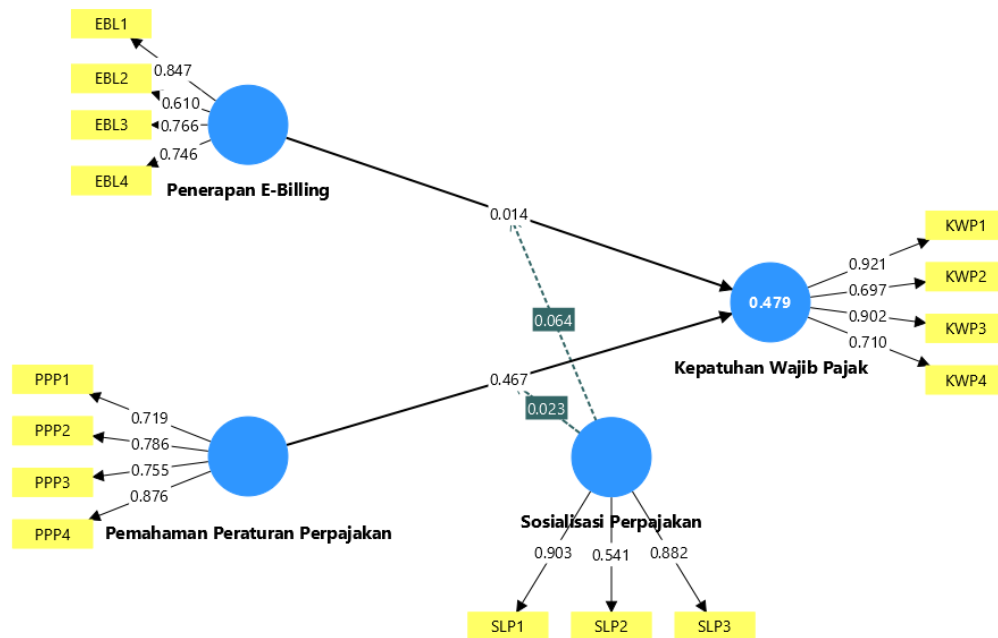 EBL1
0.847
EBL2
0.610
EBL3
0.766
0.746
EBL4
Penerapan E-Billing
0.014
KWP1
0.921
KWP2
0.697
0.479
0.902
KWP3
0.710
0.064
Kepatuhan Wajib Pajak
KWP4
PPP1
0.467
0.023
0.719
PPP2
0.786
0.755
PPP3
0.876
PPP4
Pemahaman Peraturan Perpajakan
Sosialisasi Perpajakan
0.903
0.541
0.882
SLP1
SLP2
SLP3